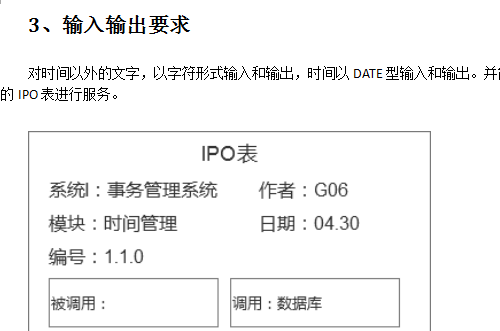 3、输入输出要求
对时间以外的文字，以字符形式输入和输出，时间以 DATE 型输入和输出。并
的 IPO 表进行服务。
IPO表
系统I：事务管理系统 作者：G06
模块：时间管理 日期：04.30
编号：1.1.0
被调用： 调用：数据库